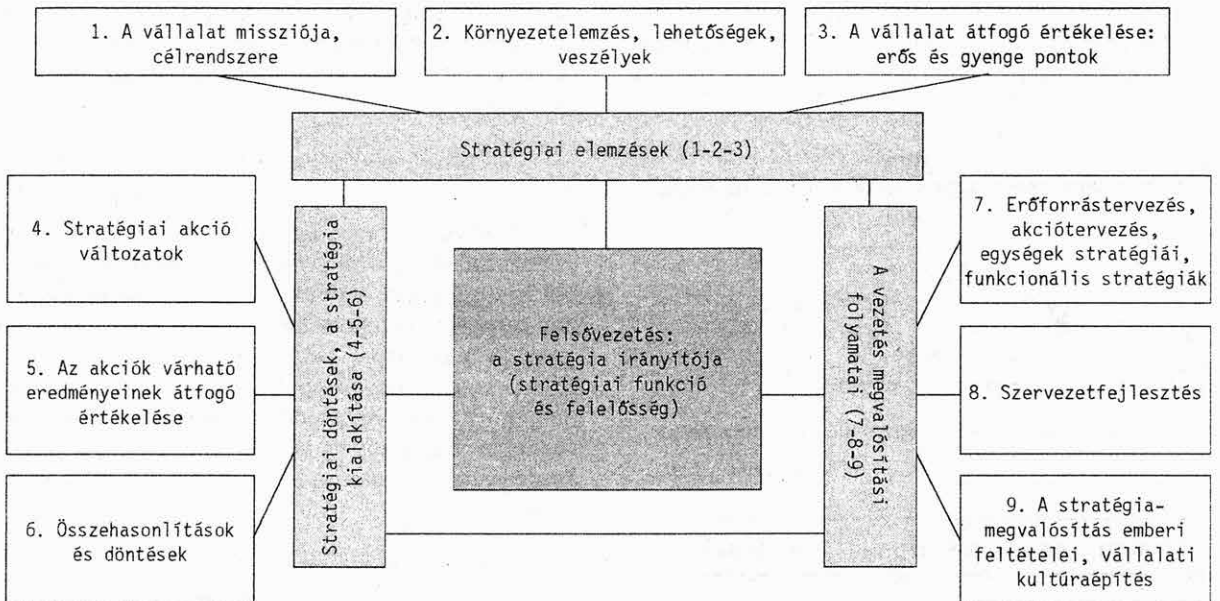 1. A vállalat missziója,
célrendszere
2. Környezetelemzés, lehetőségek,
veszélyek
3. A vállalat átfogó értékelése:
erős és gyenge pontok
Stratégiai elemzések (1-2-3)
4. Stratégiai akció
változatok
5. Az akciók várható
eredményeinek átfogó
értékelése
6. Összehasonlítások
és döntések
Stratégiai döntések, a stratégia
kialakítása (4-5-6)
Felsővezetés:
a stratégia irányítója
(stratégiai funkció
és felelősség)
A vezetés megvalósítási
folyamatai (7-8-9)
7. Erőforrástervezés,
akciótervezés,
egységek stratégiái,
funkcionális stratégiák
8. Szervezetfejlesztés
9. A stratégia-
megvalósítás emberi
feltételei, vállalati
kultúraépítés